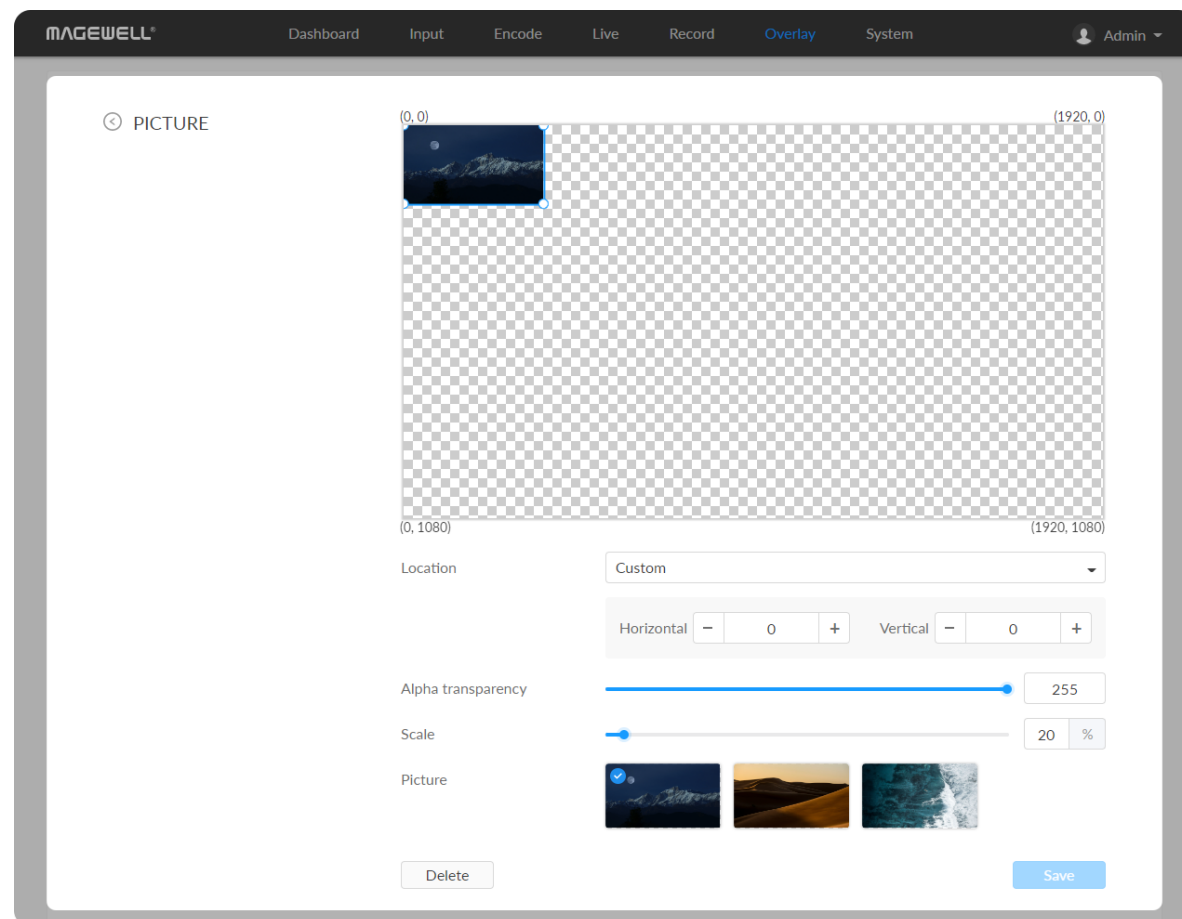 MAGEWELL® Dashboard Input Encode Live Record Overlay System Admin
PICTURE
(0, 0) (1920, 0)
(0, 1080) (1920, 1080)
Location Custom
Horizontal − 0 + Vertical − 0 +
Alpha transparency 255
Scale 20 %
Picture
Delete Save